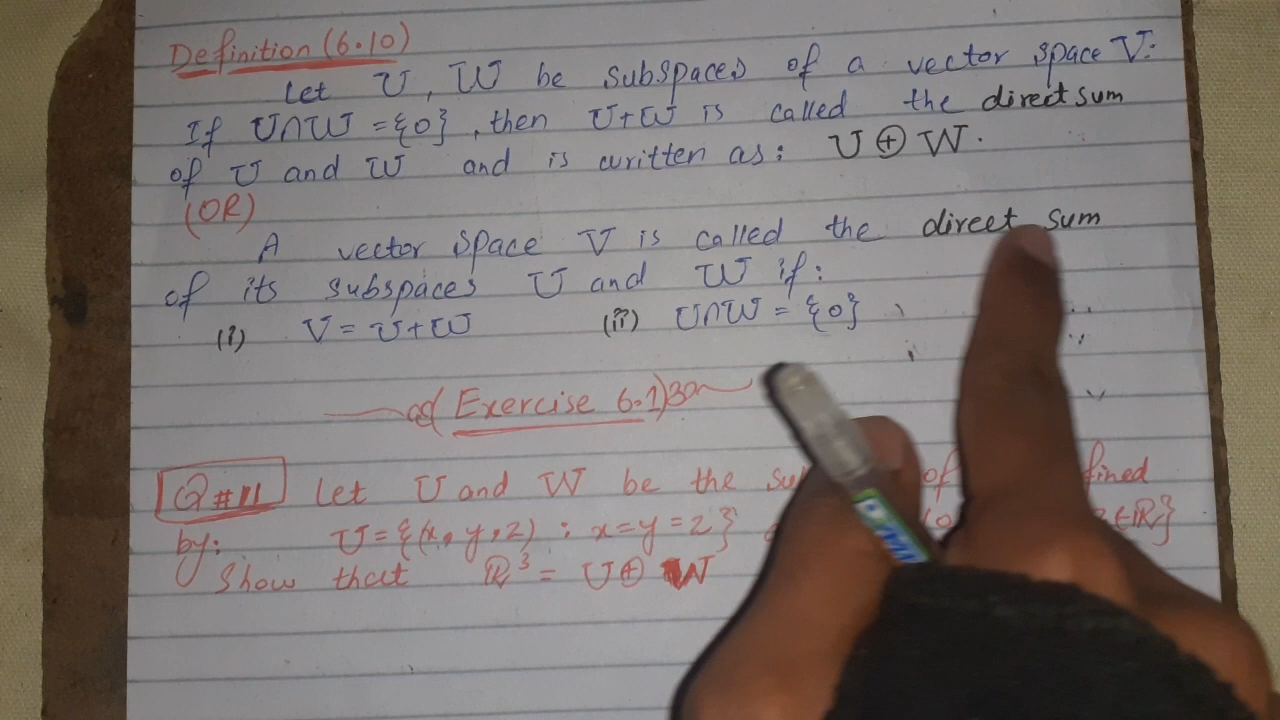 Definition (6.10)
Let U, W be subspaces of a vector space V.
If U∩W = {0}, then U+W is called the direct sum
of U and W and is written as: U ⊕ W.
(OR)
A vector space V is called the direct sum
of its subspaces U and W if:
(i) V = U+W (ii) U∩W = {0}
Exercise 6.1
Q#11 Let U and W be the of
by: U = {(x, y, z) : x=y=z}
Show that ℝ³ = U ⊕ W